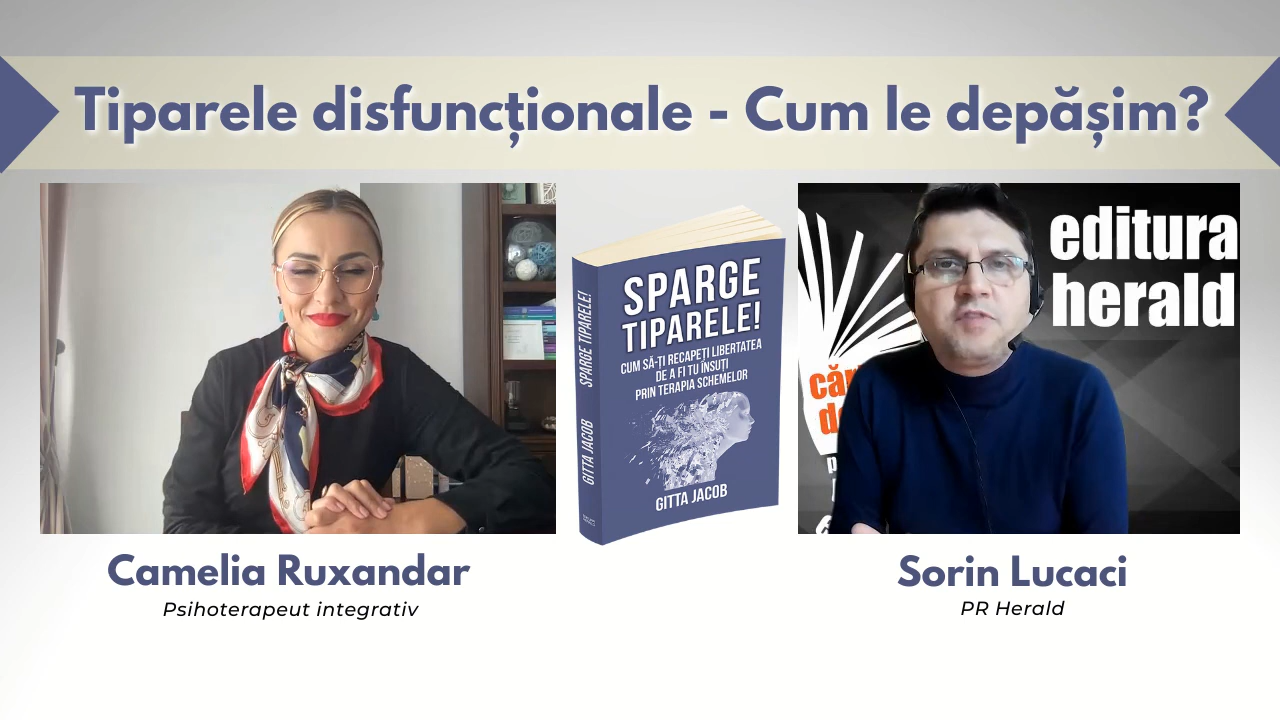 Tiparele disfuncționale - Cum le depășim?
SPARGE TIPARELE!
GITTA JACOB
SPARGE
TIPARELE!
CUM SĂ-ȚI RECAPEȚI LIBERTATEA
DE A FI TU ÎNSUȚI
PRIN TERAPIA SCHEMELOR
GITTA JACOB
editura
herald
Camelia Ruxandar
Psihoterapeut integrativ
Sorin Lucaci
PR Herald